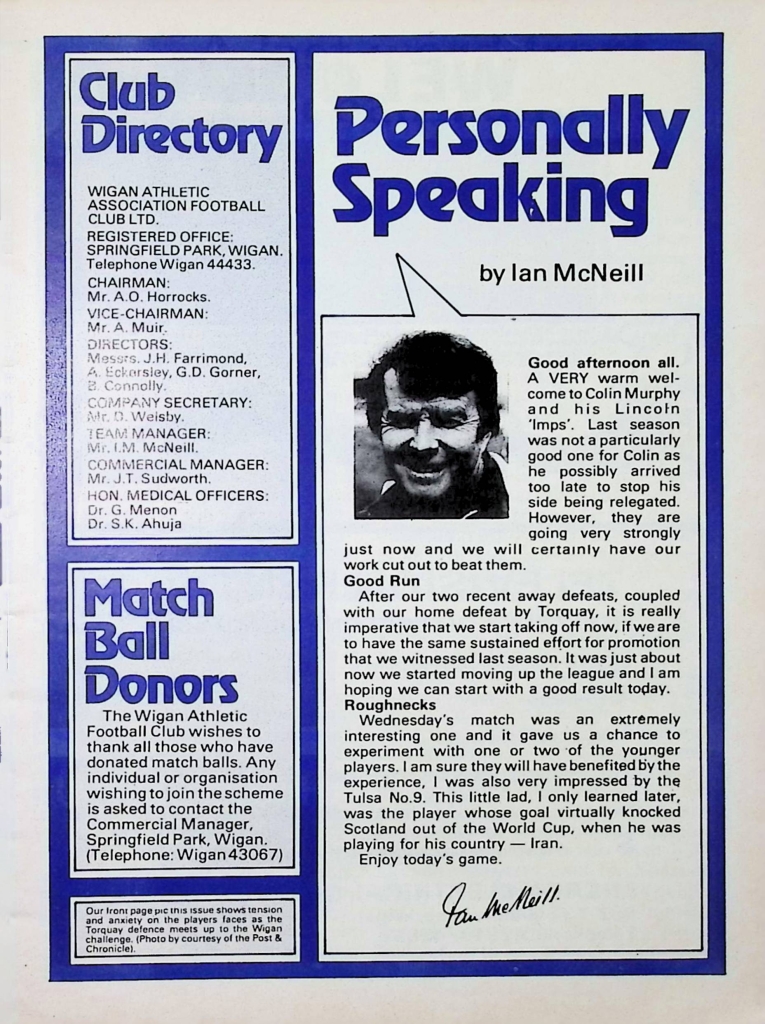 Club
Directory
WIGAN ATHLETIC
ASSOCIATION FOOTBALL
CLUB LTD.
REGISTERED OFFICE:
SPRINGFIELD PARK, WIGAN.
Telephone Wigan 44433.
CHAIRMAN:
Mr. A.O. Horrocks.
VICE-CHAIRMAN:
Mr. A. Muir.
DIRECTORS:
Messrs. J.H. Farrimond,
A. Eckersley, G.D. Gorner,
B. Connolly.
COMPANY SECRETARY:
Mr. D. Welsby.
TEAM MANAGER:
Mr. I.M. McNeill.
COMMERCIAL MANAGER:
Mr. J.T. Sudworth.
HON. MEDICAL OFFICERS:
Dr. G. Menon
Dr. S.K. Ahuja
Match
Ball
Donors
The Wigan Athletic
Football Club wishes to
thank all those who have
donated match balls. Any
individual or organisation
wishing to join the scheme
is asked to contact the
Commercial Manager,
Springfield Park, Wigan.
(Telephone: Wigan 43067)
Our front page pic this issue shows tension
and anxiety on the players faces as the
Torquay defence meets up to the Wigan
challenge. (Photo by courtesy of the Post &
Chronicle).
Personally
Speaking
by Ian McNeill
Good afternoon all.
A VERY warm wel-
come to Colin Murphy
and his Lincoln
'Imps'. Last season
was not a particularly
good one for Colin as
he possibly arrived
too late to stop his
side being relegated.
However, they are
going very strongly
just now and we will certainly have our
work cut out to beat them.
Good Run
After our two recent away defeats, coupled
with our home defeat by Torquay, it is really
imperative that we start taking off now, if we are
to have the same sustained effort for promotion
that we witnessed last season. It was just about
now we started moving up the league and I am
hoping we can start with a good result today.
Roughnecks
Wednesday's match was an extremely
interesting one and it gave us a chance to
experiment with one or two of the younger
players. I am sure they will have benefited by the
experience, I was also very impressed by the
Tulsa No.9. This little lad, I only learned later,
was the player whose goal virtually knocked
Scotland out of the World Cup, when he was
playing for his country — Iran.
Enjoy today's game.
Ian McNeill.